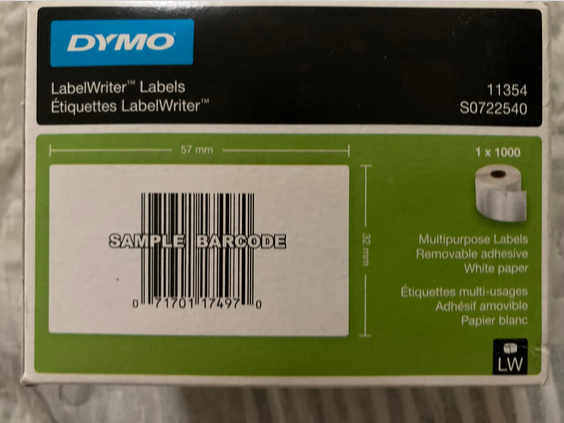 DYMO
LabelWriter™ Labels
Étiquettes LabelWriter™
11354
S0722540
57 mm
SAMPLE BARCODE
0 71701 17497 0
32 mm
1 x 1000
Multipurpose Labels
Removable adhesive
White paper
Étiquettes multi-usages
Adhésif amovible
Papier blanc
LW